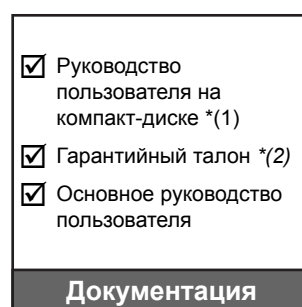 Руководство
пользователя на
компакт-диске *(1)
Гарантийный талон *(2)
Основное руководство
пользователя
Документация